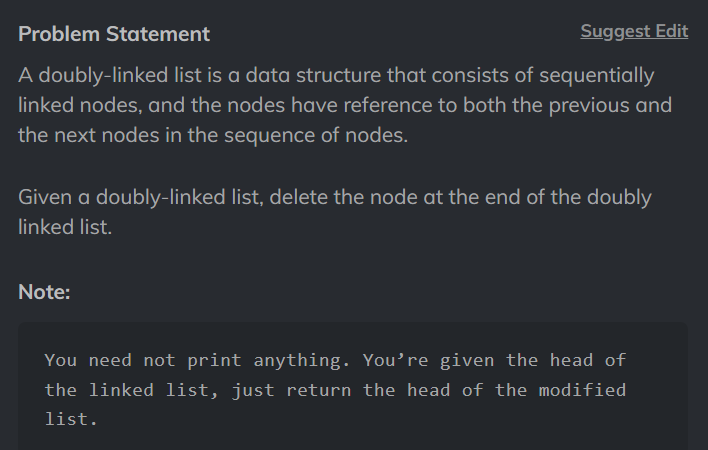 Problem Statement
Suggest Edit
A doubly-linked list is a data structure that consists of sequentially
linked nodes, and the nodes have reference to both the previous and
the next nodes in the sequence of nodes.
Given a doubly-linked list, delete the node at the end of the doubly
linked list.
Note:
You need not print anything. You’re given the head of
the linked list, just return the head of the modified
list.